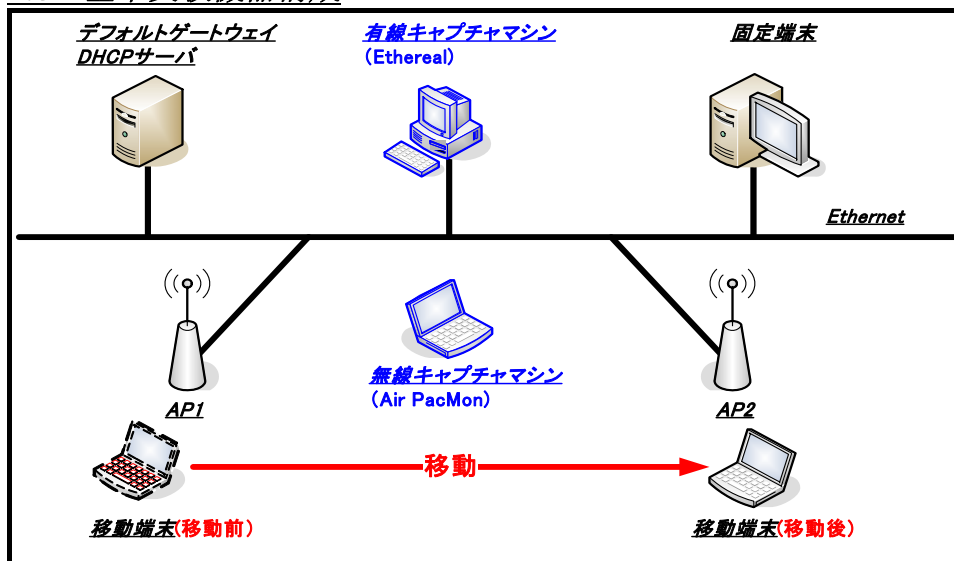 デフォルトゲートウェイ
DHCPサーバ
有線キャプチャマシン
(Ethereal)
固定端末
Ethernet
無線キャプチャマシン
(Air PacMon)
AP1
AP2
移動
移動端末(移動前)
移動端末(移動後)